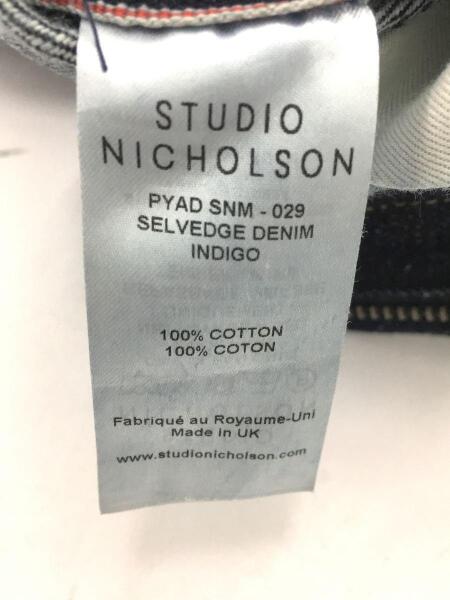 STUDIO
NICHOLSON
PYAD SNM - 029
SELVEDGE DENIM
INDIGO
100% COTTON
100% COTON
Fabriqué au Royaume-Uni
Made in UK
www.studionicholson.com